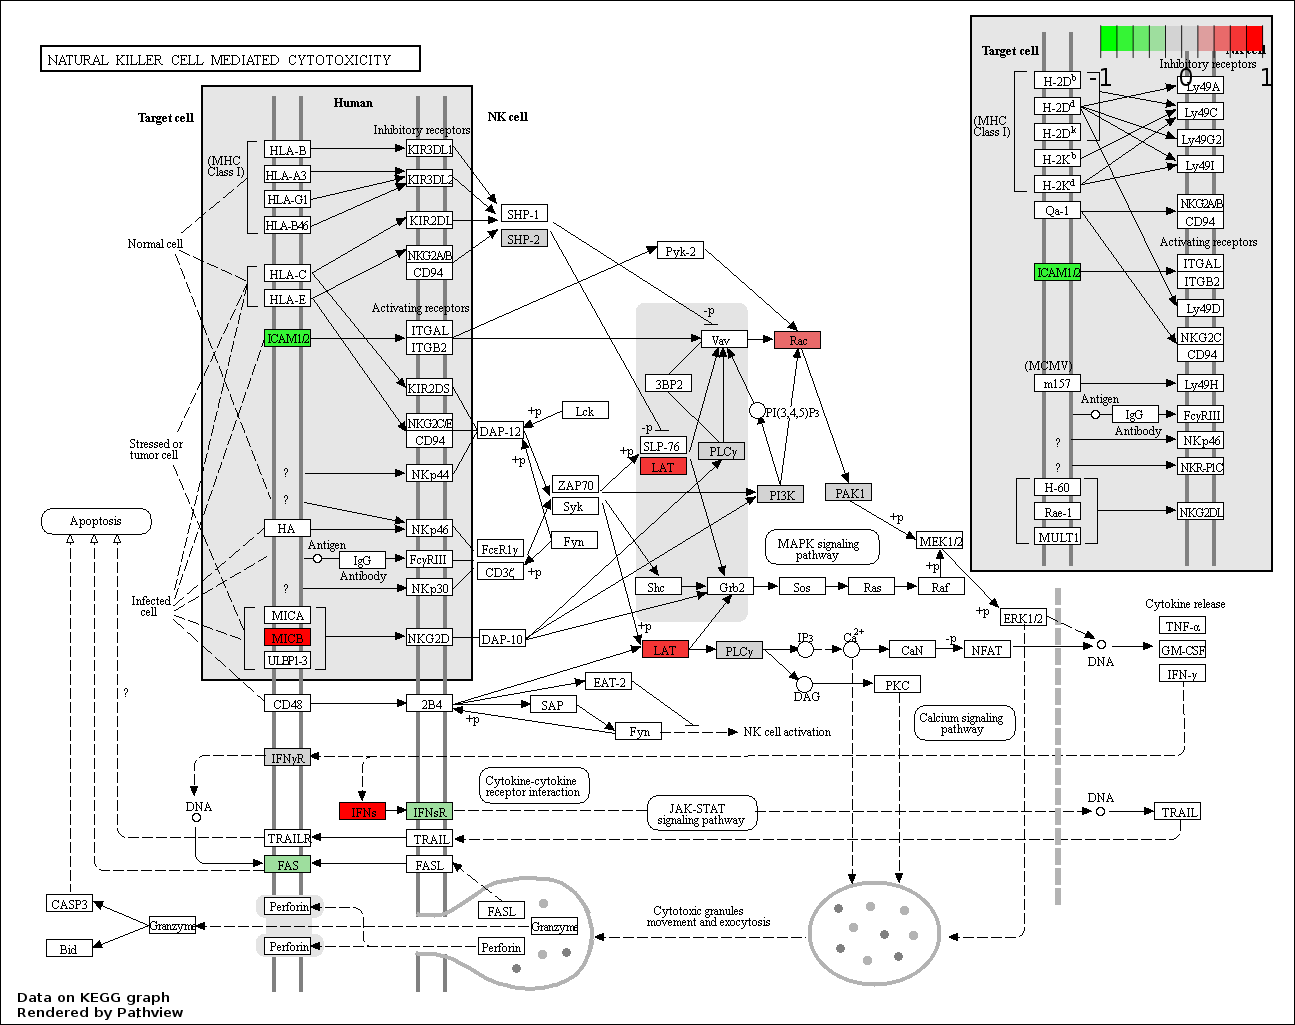 NATURAL KILLER CELL MEDIATED CYTOTOXICITY
Target cell
Human
NK cell
Inhibitory receptors
(MHC
Class I)
HLA-B
HLA-A3
HLA-G1
HLA-B46
HLA-C
HLA-E
ICAM1/2
KIR3DL1
KIR3DL2
KIR2DL
NKG2A/B
CD94
Activating receptors
ITGAL
ITGB2
KIR2DS
NKG2C/E
CD94
NKp44
NKp46
FcγRIII
NKp30
NKG2D
2B4
Normal cell
Stressed or
tumor cell
Infected
cell
?
?
HA
Antigen
IgG
Antibody
?
MICA
MICB
ULBP1-3
CD48
SHP-1
SHP-2
Pyk-2
-p
Vav
Rac
3BP2
PI(3,4,5)P3
-p
SLP-76
LAT
PLCγ
PI3K
PAK1
Lck
+p
DAP-12
+p
ZAP70
Syk
+p
Fyn
FcεR1γ
CD3ζ
+p
DAP-10
MAPK signaling
pathway
+p
MEK1/2
+p
Shc
Grb2
Sos
Ras
Raf
+p
ERK1/2
+p
LAT
PLCγ
IP3
Ca2+
CaN
-p
NFAT
DNA
DAG
PKC
EAT-2
SAP
Fyn
+p
NK cell activation
Calcium signaling
pathway
Cytokine release
TNF-α
GM-CSF
IFN-γ
Apoptosis
?
IFNγR
DNA
IFNs
IFNsR
Cytokine-cytokine
receptor interaction
JAK-STAT
signaling pathway
DNA
TRAIL
TRAILR
TRAIL
FAS
FASL
CASP3
Bid
Granzyme
Perforin
Perforin
FASL
Granzyme
Perforin
Cytotoxic granules
movement and exocytosis
Target cell
-1
0
1
Inhibitory receptors
(MHC
Class I)
H-2Db
H-2Dd
H-2Dk
H-2Kb
H-2Kd
Qa-1
ICAM1/2
Ly49A
Ly49C
Ly49G2
Ly49I
NKG2A/B
CD94
Activating receptors
ITGAL
ITGB2
Ly49D
NKG2C
CD94
(MCMV)
m157
Ly49H
Antigen
IgG
Antibody
FcγRIII
?
NKp46
?
NKR-P1C
H-60
Rae-1
MULT1
NKG2DL
Data on KEGG graph
Rendered by Pathview